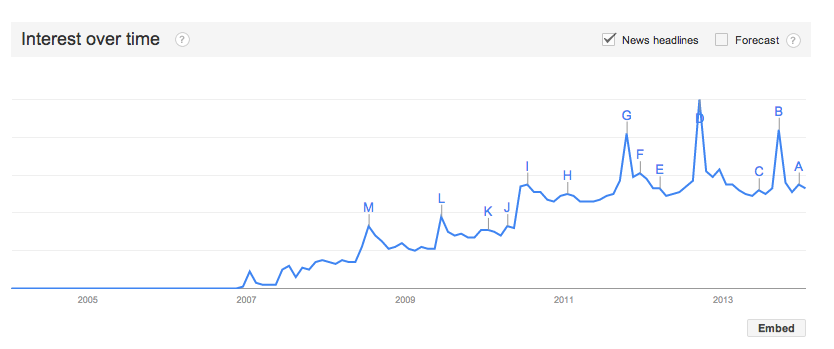 Interest over time ? News headlines Forecast ?
D
G
B
F
I
E
A
H
C
L
M
K
J
2005 2007 2009 2011 2013
Embed